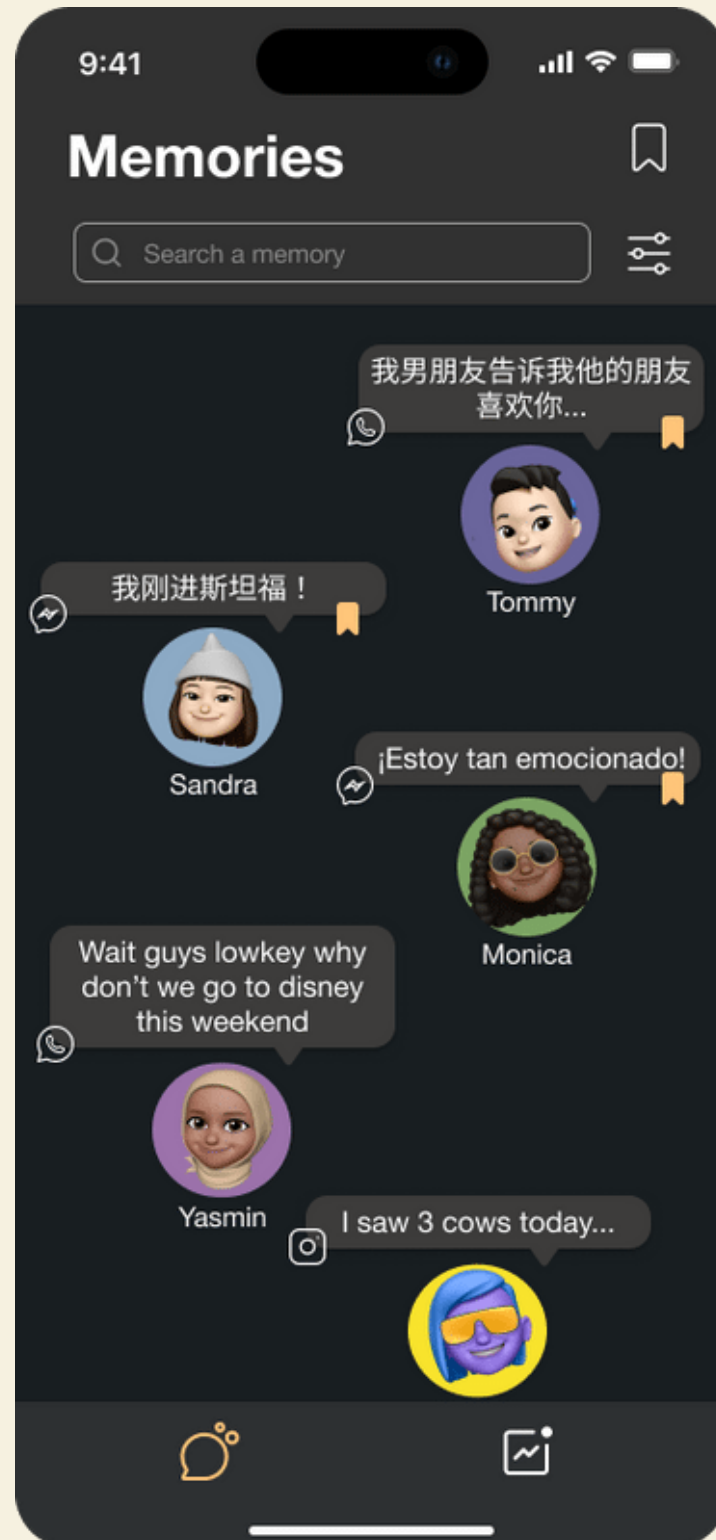 9:41
Memories
Search a memory
我男朋友告诉我他的朋友
喜欢你...
Tommy
我刚进斯坦福！
Sandra
¡Estoy tan emocionado!
Monica
Wait guys lowkey why
don't we go to disney
this weekend
Yasmin
I saw 3 cows today...